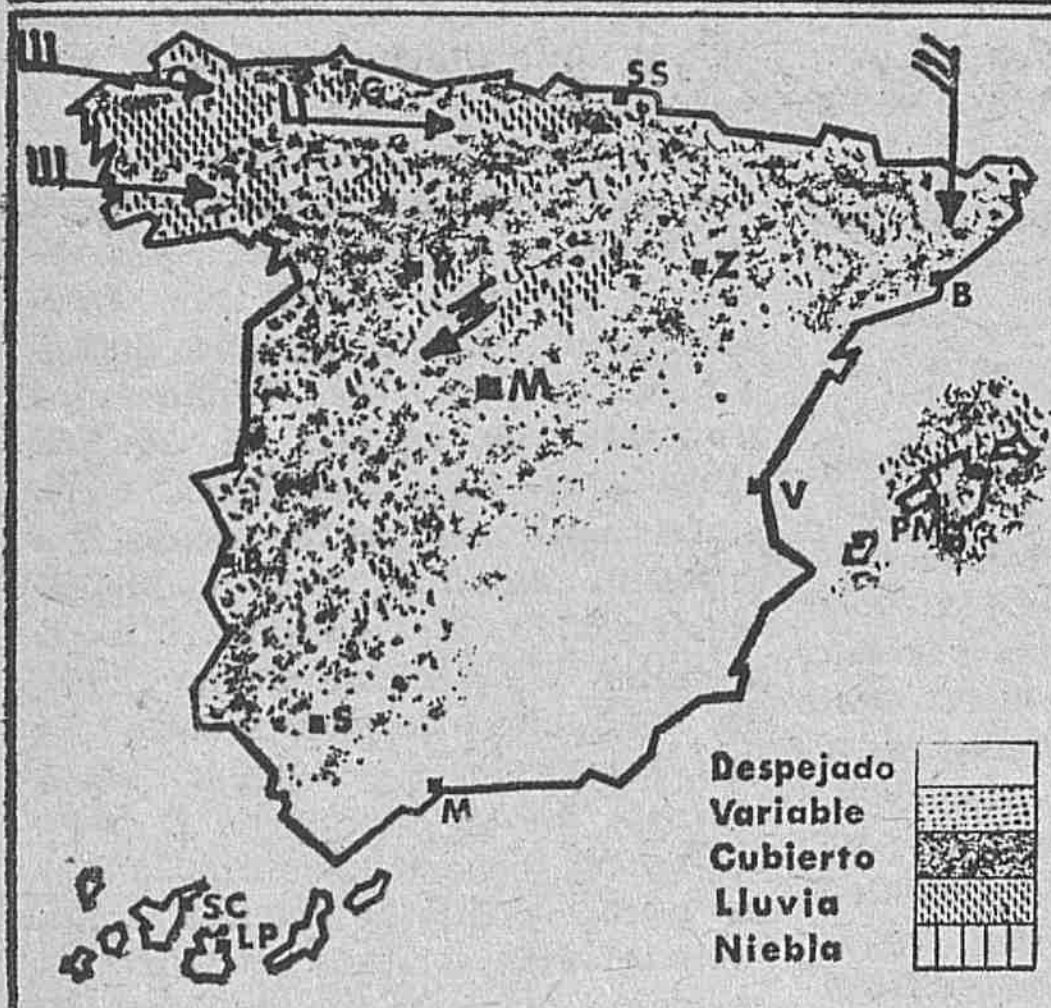 SS
G
Z
B
M
V
PM
B
S
M
SC
LP
Despejado
Variable
Cubierto
Lluvia
Niebla